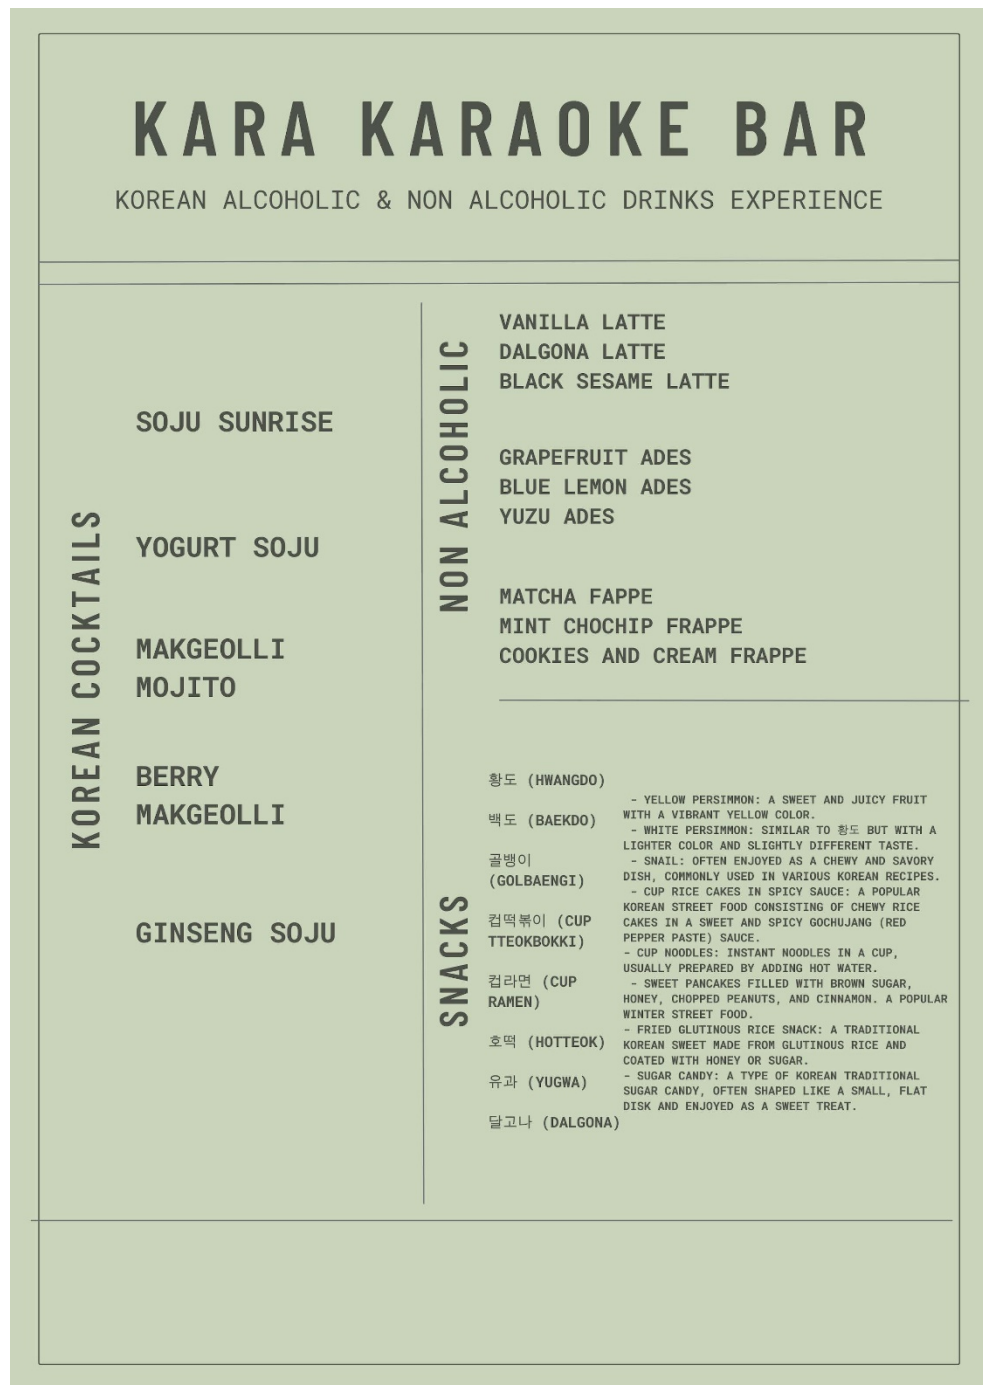 KARA KARAOKE BAR
KOREAN ALCOHOLIC & NON ALCOHOLIC DRINKS EXPERIENCE
KOREAN COCKTAILS
SOJU SUNRISE
YOGURT SOJU
MAKGEOLLI
MOJITO
BERRY
MAKGEOLLI
GINSENG SOJU
NON ALCOHOLIC
VANILLA LATTE
DALGONA LATTE
BLACK SESAME LATTE
GRAPEFRUIT ADES
BLUE LEMON ADES
YUZU ADES
MATCHA FAPPE
MINT CHOCHIP FRAPPE
COOKIES AND CREAM FRAPPE
SNACKS
황도 (HWANGDO)
백도 (BAEKDO)
골뱅이
(GOLBAENGI)
컵떡볶이 (CUP
TTEOKBOKKI)
컵라면 (CUP
RAMEN)
호떡 (HOTTEOK)
유과 (YUGWA)
달고나 (DALGONA)
- YELLOW PERSIMMON: A SWEET AND JUICY FRUIT
WITH A VIBRANT YELLOW COLOR.
- WHITE PERSIMMON: SIMILAR TO 황도 BUT WITH A
LIGHTER COLOR AND SLIGHTLY DIFFERENT TASTE.
- SNAIL: OFTEN ENJOYED AS A CHEWY AND SAVORY
DISH, COMMONLY USED IN VARIOUS KOREAN RECIPES.
- CUP RICE CAKES IN SPICY SAUCE: A POPULAR
KOREAN STREET FOOD CONSISTING OF CHEWY RICE
CAKES IN A SWEET AND SPICY GOCHUJANG (RED
PEPPER PASTE) SAUCE.
- CUP NOODLES: INSTANT NOODLES IN A CUP,
USUALLY PREPARED BY ADDING HOT WATER.
- SWEET PANCAKES FILLED WITH BROWN SUGAR,
HONEY, CHOPPED PEANUTS, AND CINNAMON. A POPULAR
WINTER STREET FOOD.
- FRIED GLUTINOUS RICE SNACK: A TRADITIONAL
KOREAN SWEET MADE FROM GLUTINOUS RICE AND
COATED WITH HONEY OR SUGAR.
- SUGAR CANDY: A TYPE OF KOREAN TRADITIONAL
SUGAR CANDY, OFTEN SHAPED LIKE A SMALL, FLAT
DISK AND ENJOYED AS A SWEET TREAT.